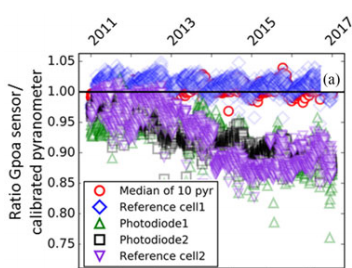 2011 2013 2015 2017
(a)
Ratio Gpoa sensor/
calibrated pyranometer
1.05
1.00
0.95
0.90
0.85
0.80
0.75
Median of 10 pyr
Reference cell1
Photodiode1
Photodiode2
Reference cell2